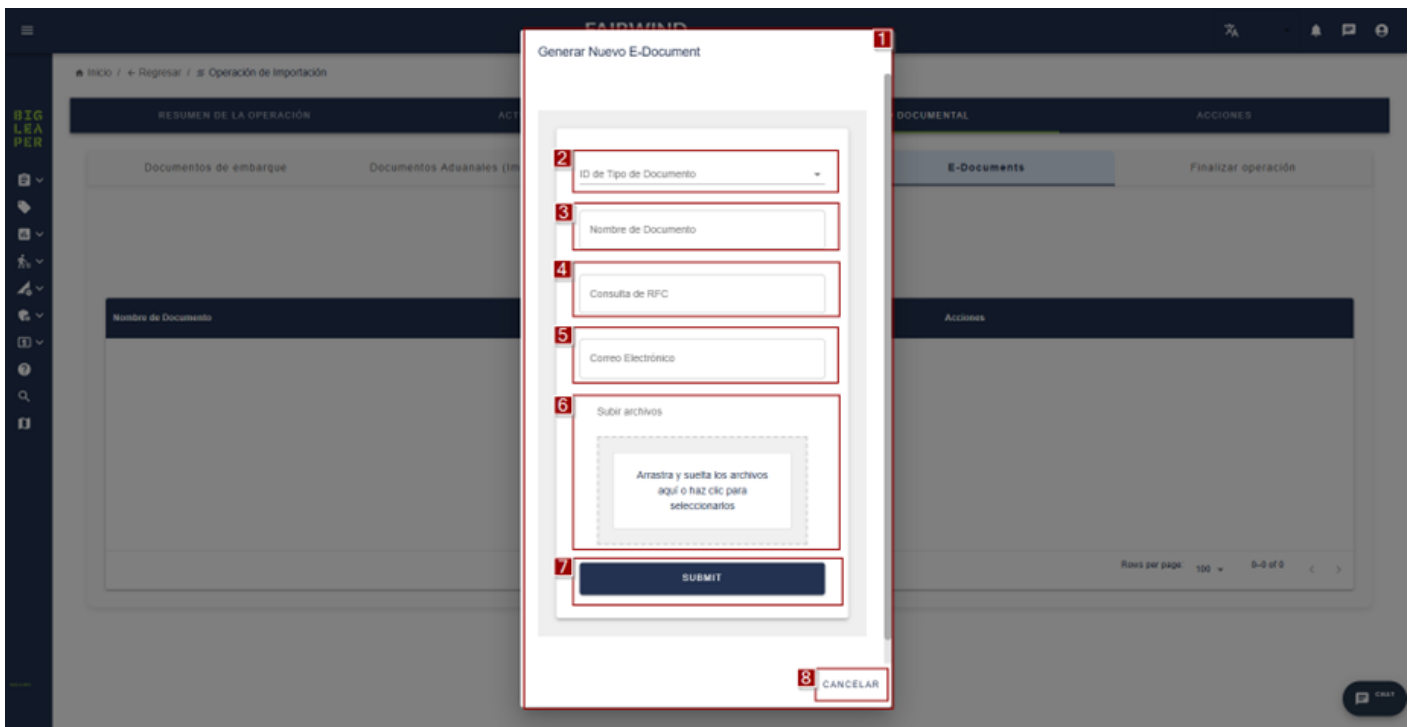 FAIRWIND
1
Generar Nuevo E-Document
Inicio / ← Regresar / Operación de Importación
BIG
LEA
PER
RESUMEN DE LA OPERACIÓN
ACT
DOCUMENTAL
ACCIONES
Documentos de embarque
Documentos Aduanales (Im
E-Documents
Finalizar operación
2
ID de Tipo de Documento
3
Nombre de Documento
4
Consulta de RFC
Nombre de Documento
Acciones
5
Correo Electrónico
6
Subir archivos
Arrastra y suelta los archivos
aquí o haz clic para
seleccionarlos
7
SUBMIT
Rows per page: 100 0–0 of 0
8
CANCELAR
CHAT